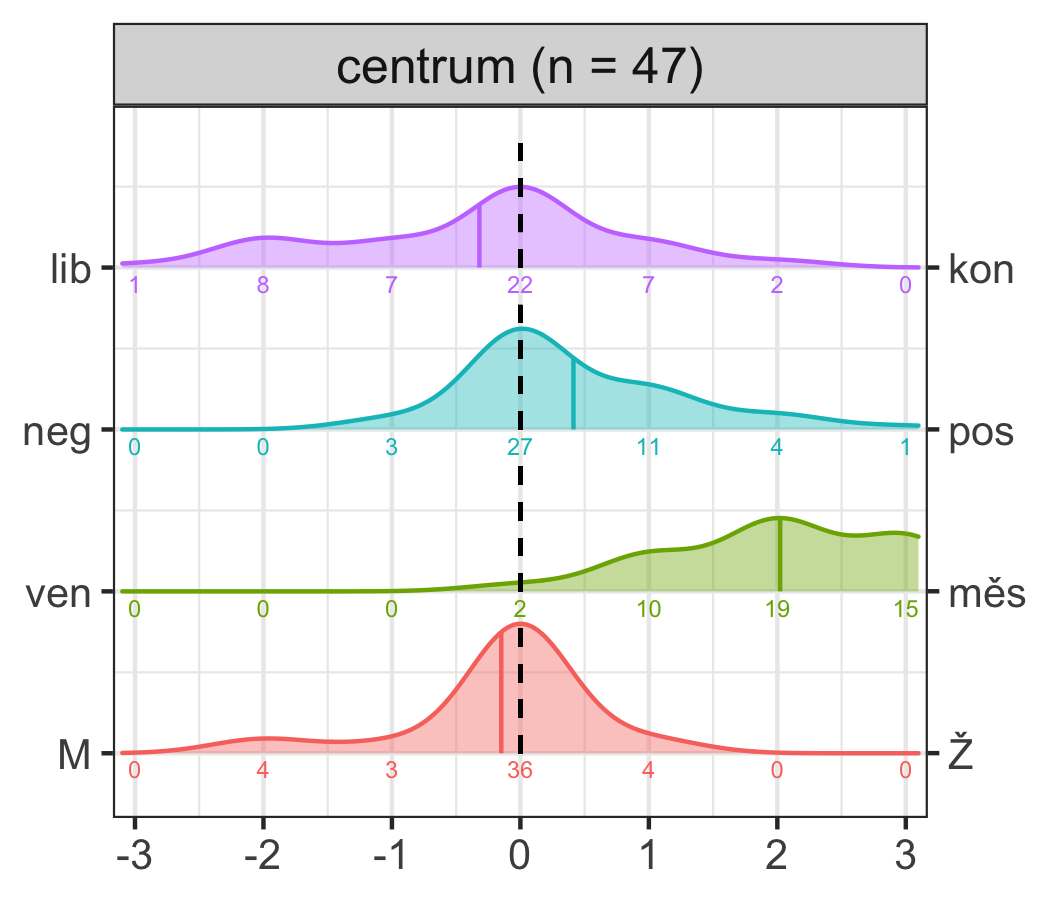 centrum (n = 47)
lib kon
1 8 7 22 7 2 0
neg pos
0 0 3 27 11 4 1
ven měs
0 0 0 2 10 19 15
M Ž
0 4 3 36 4 0 0
-3 -2 -1 0 1 2 3